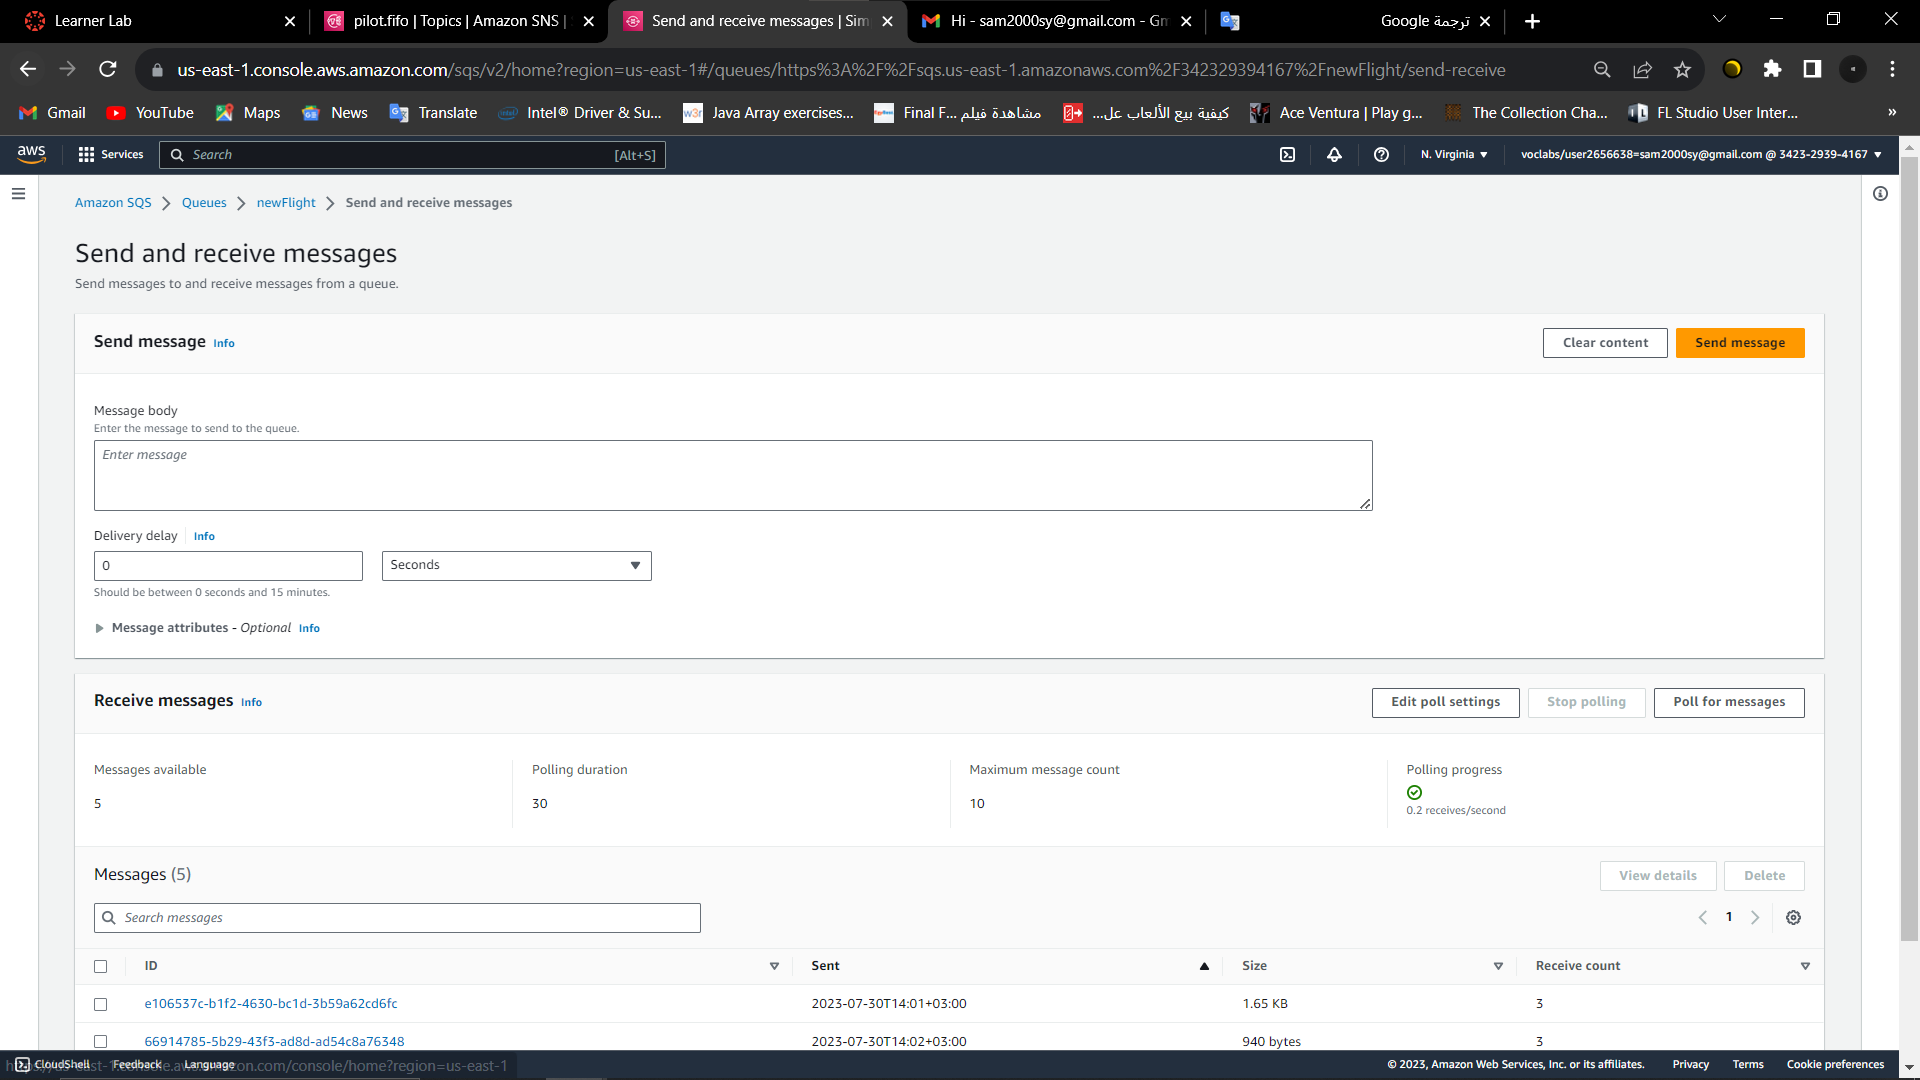 Learner Lab
pilot.fifo | Topics | Amazon SNS |
Send and receive messages | Sim
Hi - sam2000sy@gmail.com - Gm
ترجمة Google
us-east-1.console.aws.amazon.com/sqs/v2/home?region=us-east-1#/queues/https%3A%2F%2Fsqs.us-east-1.amazonaws.com%2F342329394167%2FnewFlight/send-receive
Gmail
YouTube
Maps
News
Translate
Intel® Driver & Su...
Java Array exercises...
مشاهدة فيلم Final F...
كيفية بيع الألعاب عل...
Ace Ventura | Play g...
The Collection Cha...
FL Studio User Inter...
»
aws
Services
Search
[Alt+S]
N. Virginia
voclabs/user2656638=sam2000sy@gmail.com @ 3423-2939-4167
Amazon SQS
Queues
newFlight
Send and receive messages
Send and receive messages
Send messages to and receive messages from a queue.
Send message Info
Clear content
Send message
Message body
Enter the message to send to the queue.
Enter message
Delivery delay
Info
0
Seconds
Should be between 0 seconds and 15 minutes.
Message attributes - Optional Info
Receive messages Info
Edit poll settings
Stop polling
Poll for messages
Messages available
5
Polling duration
30
Maximum message count
10
Polling progress
0.2 receives/second
Messages (5)
View details
Delete
Search messages
1
ID
Sent
Size
Receive count
e106537c-b1f2-4630-bc1d-3b59a62cd6fc
2023-07-30T14:01+03:00
1.65 KB
3
66914785-5b29-43f3-ad8d-ad54c8a76348
2023-07-30T14:02+03:00
940 bytes
3
CloudShell
Feedback
Language
https://us-east-1.console.aws.amazon.com/console/home?region=us-east-1
© 2023, Amazon Web Services, Inc. or its affiliates.
Privacy
Terms
Cookie preferences